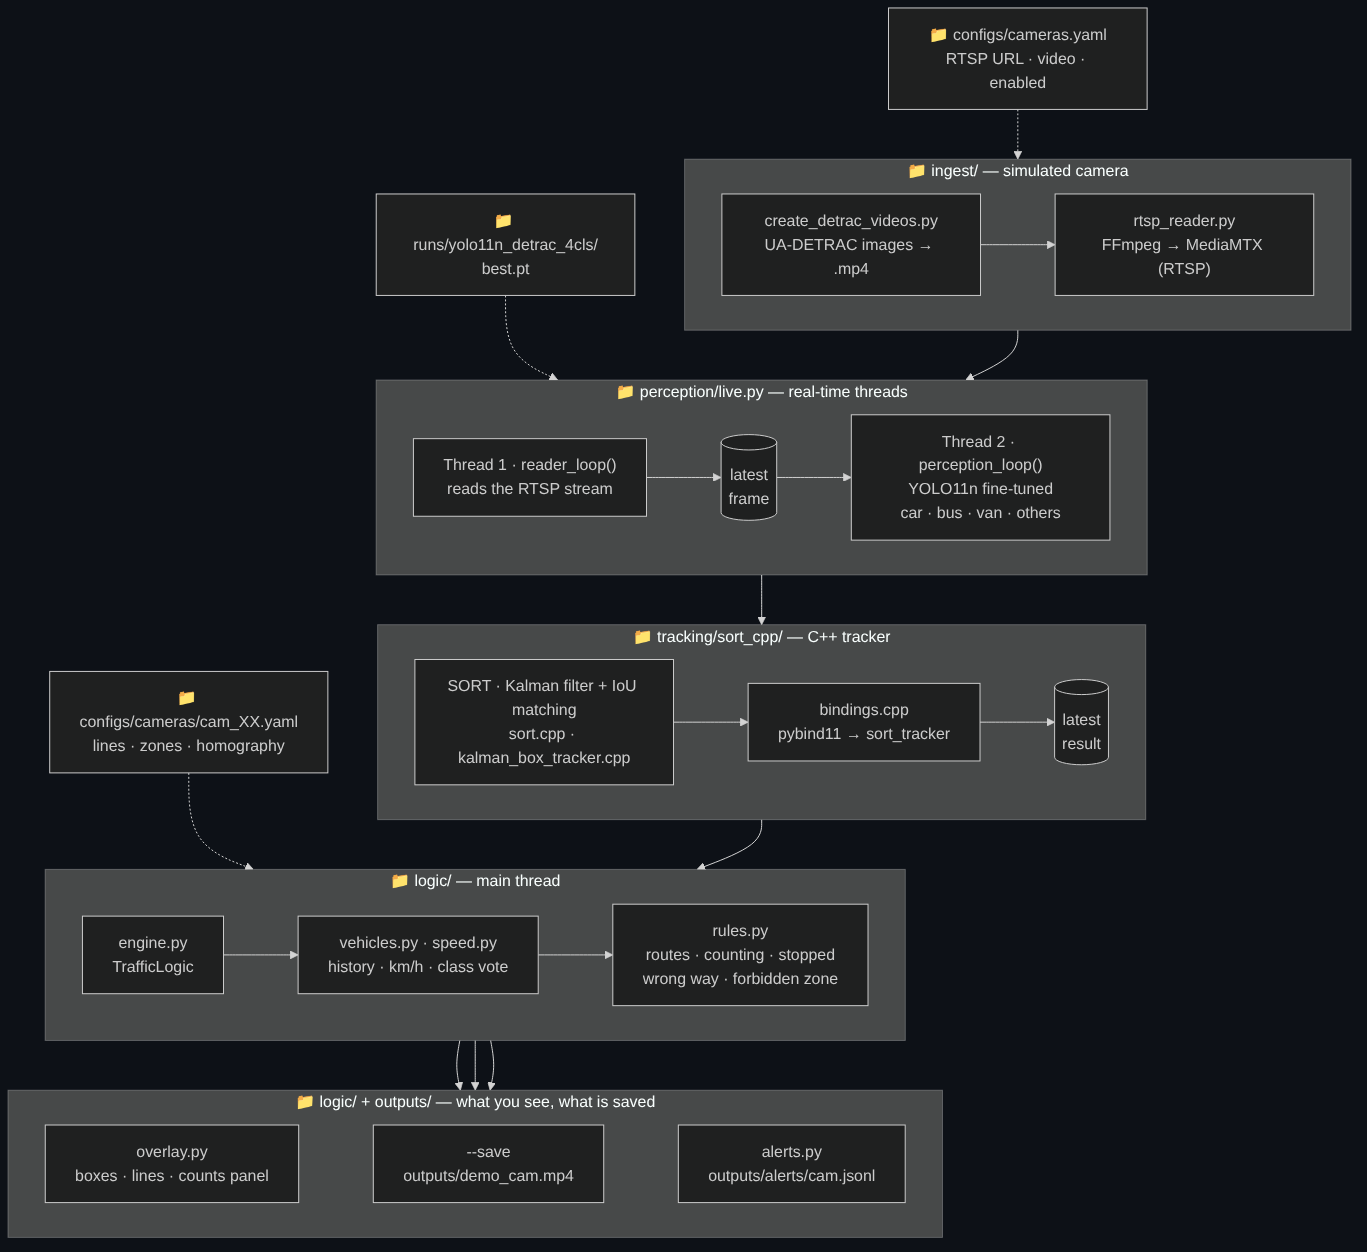 📁 configs/cameras.yaml
RTSP URL · video ·
enabled
📁 ingest/ — simulated camera
create_detrac_videos.py
UA-DETRAC images →
.mp4
rtsp_reader.py
FFmpeg → MediaMTX
(RTSP)
📁
runs/yolo11n_detrac_4cls/
best.pt
📁 perception/live.py — real-time threads
Thread 1 · reader_loop()
reads the RTSP stream
latest
frame
Thread 2 ·
perception_loop()
YOLO11n fine-tuned
car · bus · van · others
📁 tracking/sort_cpp/ — C++ tracker
SORT · Kalman filter + IoU
matching
sort.cpp ·
kalman_box_tracker.cpp
bindings.cpp
pybind11 → sort_tracker
latest
result
📁
configs/cameras/cam_XX.yaml
lines · zones · homography
📁 logic/ — main thread
engine.py
TrafficLogic
vehicles.py · speed.py
history · km/h · class vote
rules.py
routes · counting · stopped
wrong way · forbidden zone
📁 logic/ + outputs/ — what you see, what is saved
overlay.py
boxes · lines · counts panel
--save
outputs/demo_cam.mp4
alerts.py
outputs/alerts/cam.jsonl